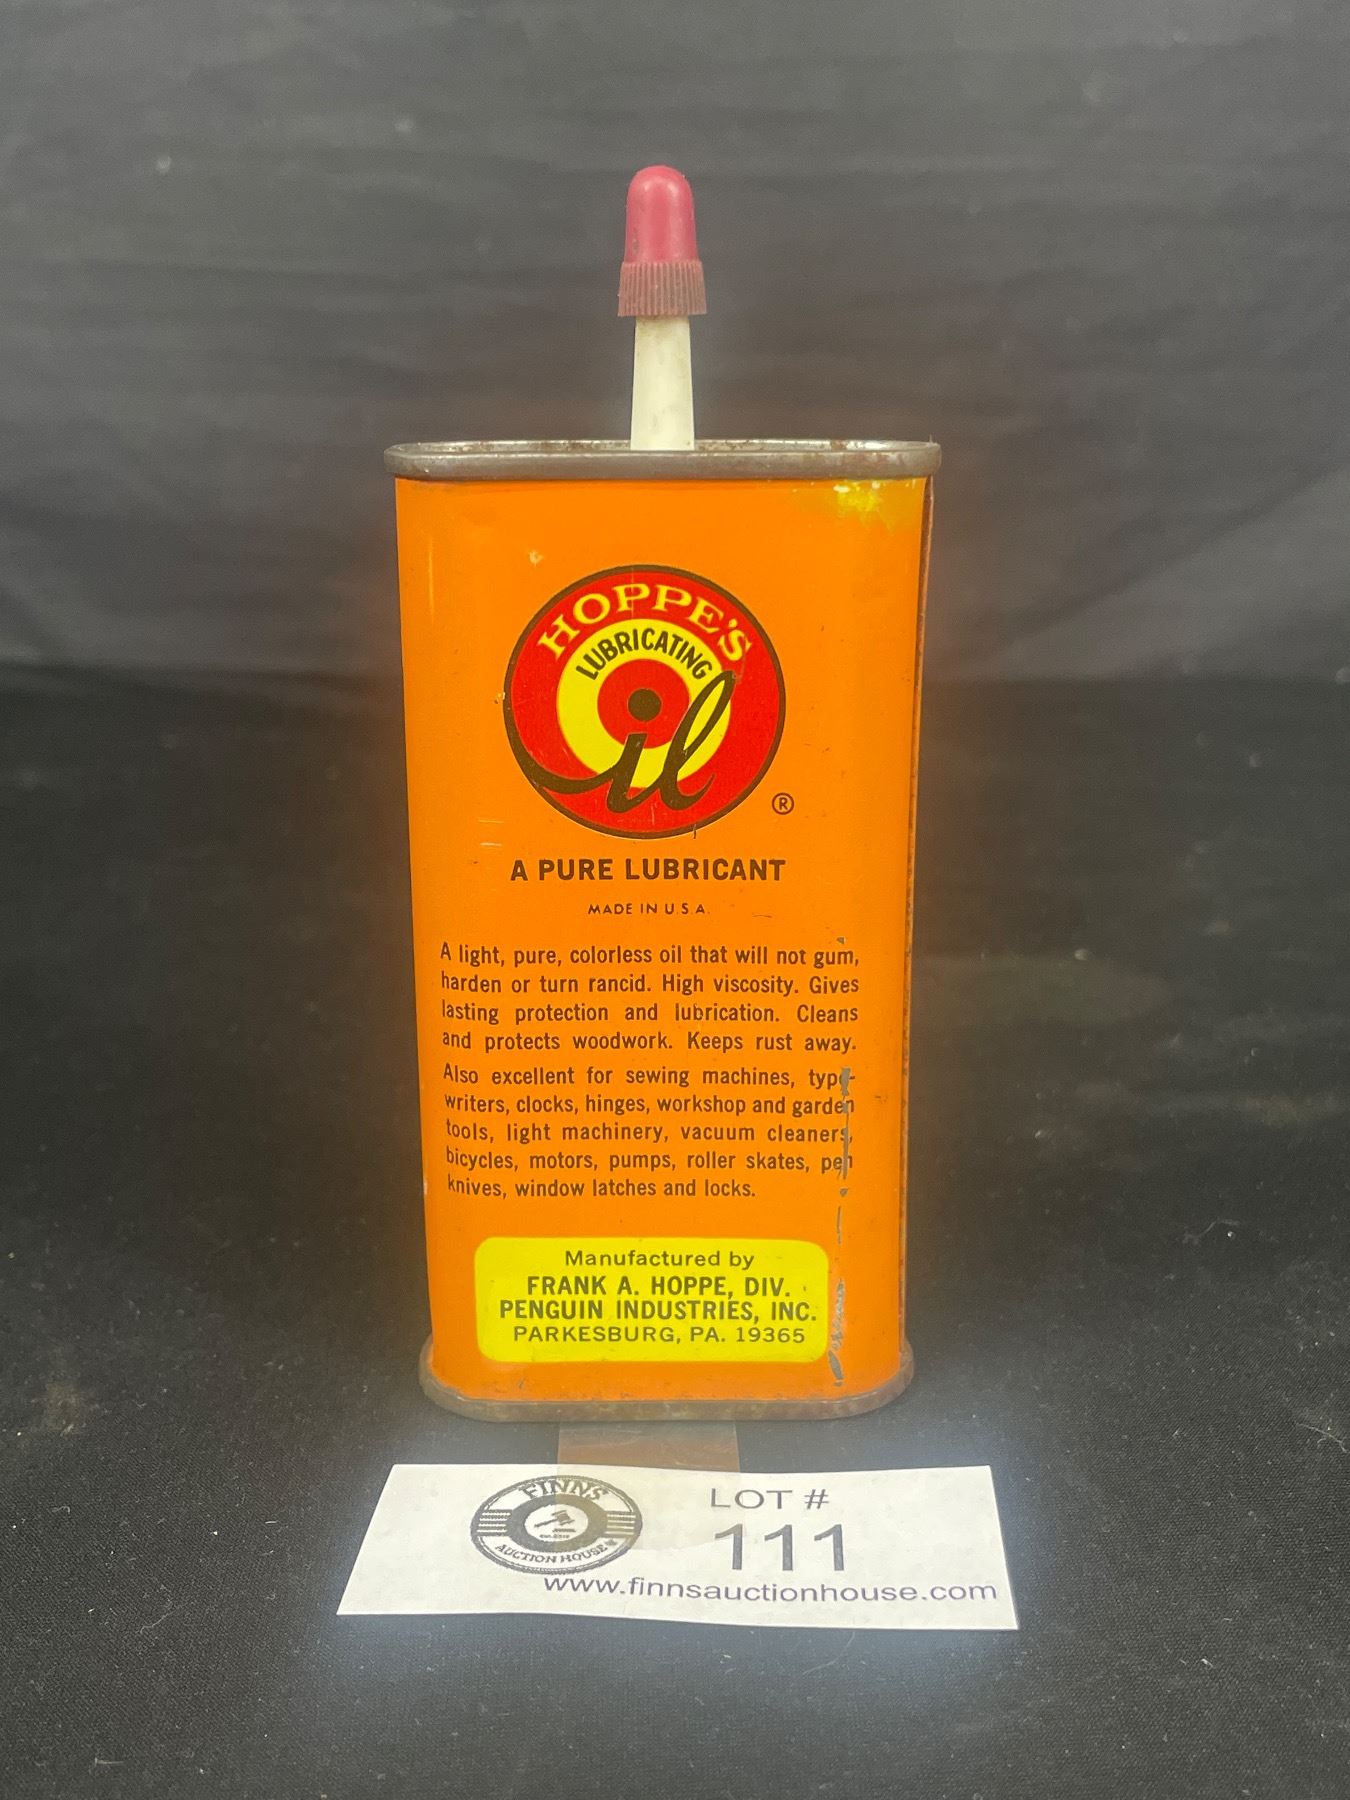 HOPPE'S
LUBRICATING
Oil
®
A PURE LUBRICANT
MADE IN U.S.A.
A light, pure, colorless oil that will not gum,
harden or turn rancid. High viscosity. Gives
lasting protection and lubrication. Cleans
and protects woodwork. Keeps rust away.
Also excellent for sewing machines, type-
writers, clocks, hinges, workshop and garden
tools, light machinery, vacuum cleaners,
bicycles, motors, pumps, roller skates, pen
knives, window latches and locks.
Manufactured by
FRANK A. HOPPE, DIV.
PENGUIN INDUSTRIES, INC.
PARKESBURG, PA. 19365
FINNS
AUCTION HOUSE
LOT #
111
www.finnsauctionhouse.com